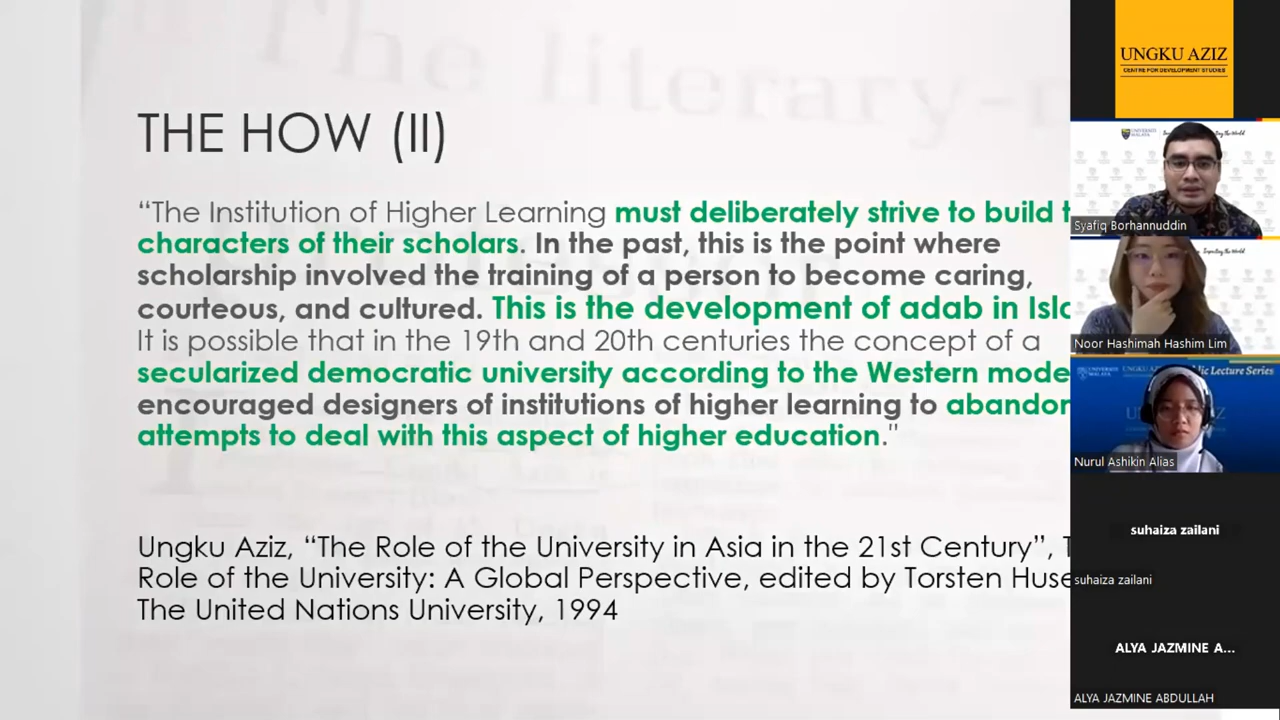 THE HOW (II)
“The Institution of Higher Learning must deliberately strive to build
characters of their scholars. In the past, this is the point where
scholarship involved the training of a person to become caring,
courteous, and cultured. This is the development of adab in
It is possible that in the 19th and 20th centuries the concept of a
secularized democratic university according to the Western
encouraged designers of institutions of higher learning to
attempts to deal with this aspect of higher education."
Ungku Aziz, “The Role of the University in Asia in the 21st Century”,
Role of the University: A Global Perspective, edited by Torsten
The United Nations University, 1994
The literary-
UNGKU AZIZ
CENTRE FOR DEVELOPMENT STUDIES
Syafiq Borhannuddin
Noor Hashimah Hashim Lim
Lecture Series
Nurul Ashikin Alias
suhaiza zailani
suhaiza zailani
ALYA JAZMINE A...
ALYA JAZMINE ABDULLAH